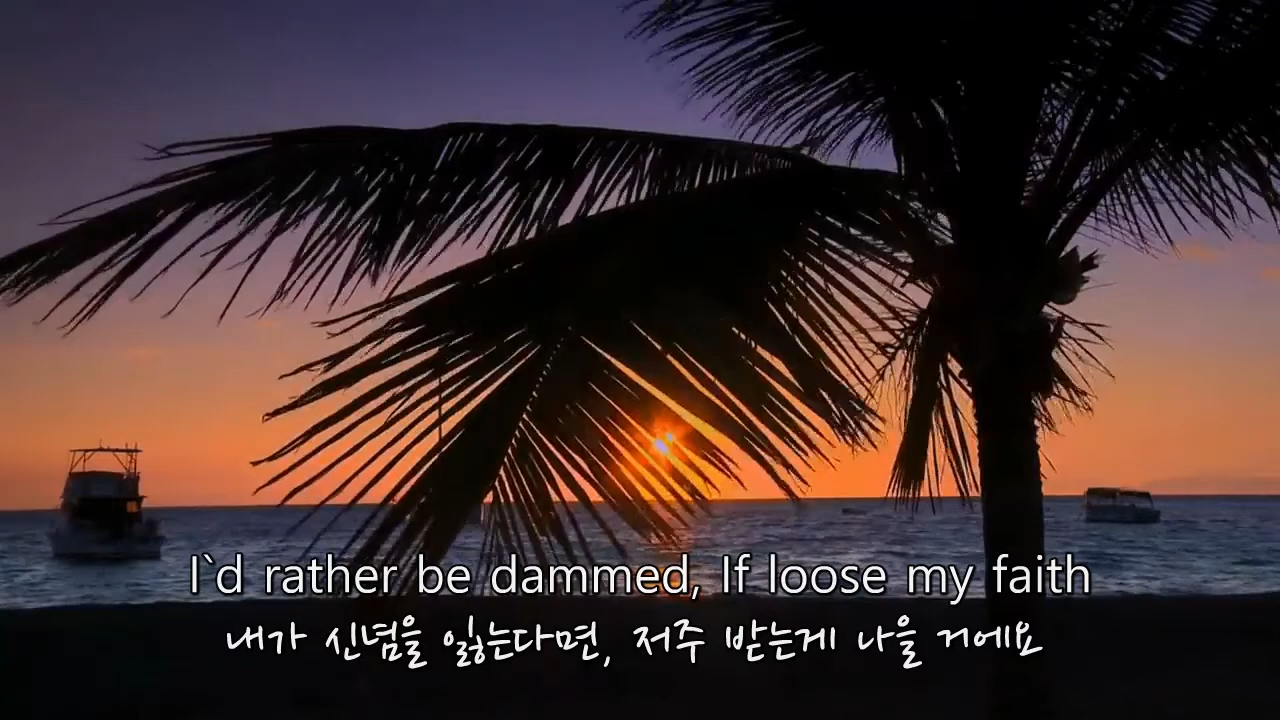 I`d rather be dammed, If loose my faith
내가 신념을 잃는다면, 저주 받는게 나을 거에요